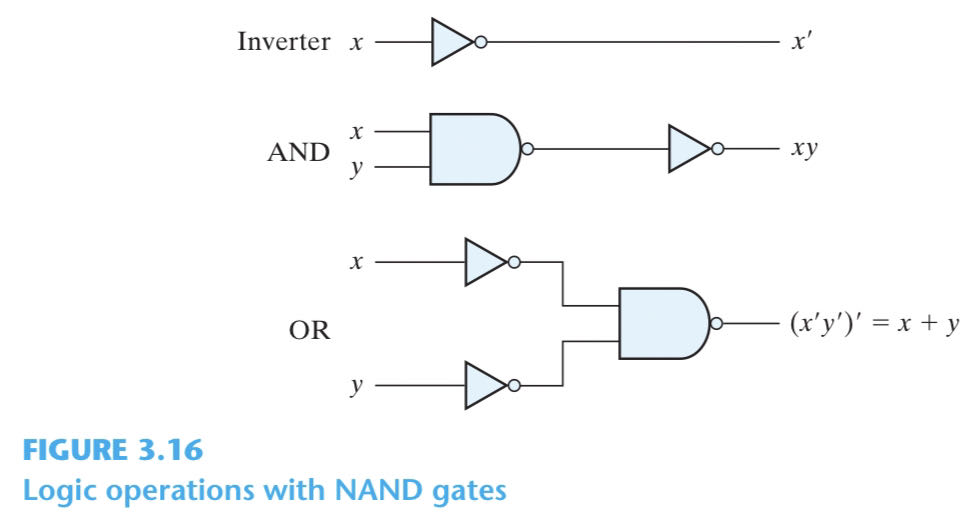 Inverter x x′
AND x y xy
x
OR (x′y′)′ = x + y
y
FIGURE 3.16
Logic operations with NAND gates